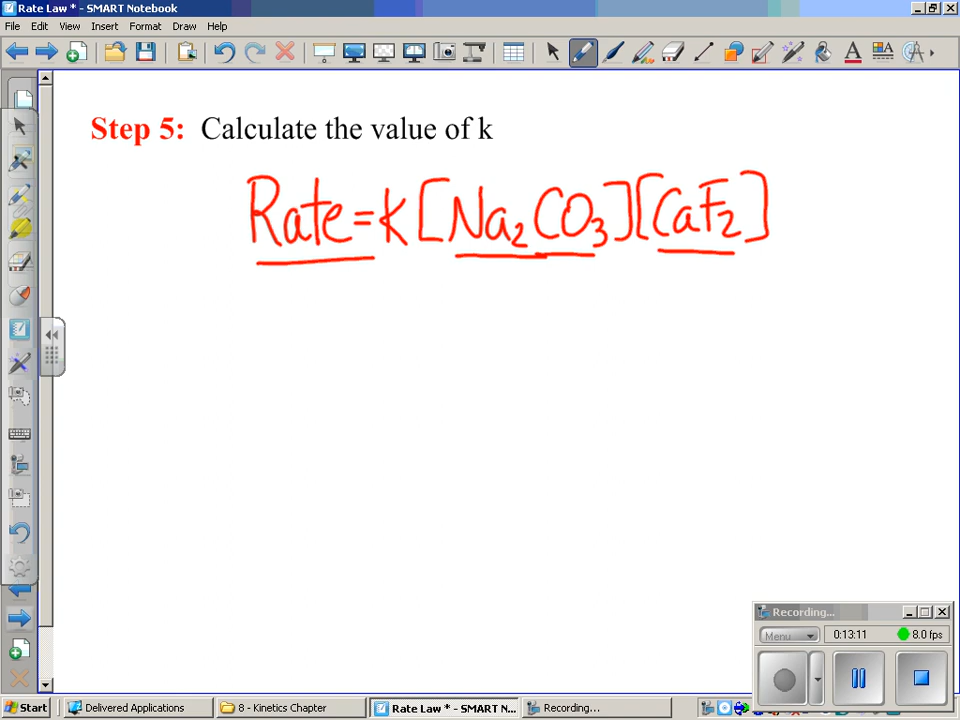 Rate Law * - SMART Notebook
File Edit View Insert Format Draw Help
Step 5: Calculate the value of k
Rate = K[Na₂CO₃][CaF₂]
Recording...
Menu 0:13:11 8.0 fps
Start Delivered Applications 8 - Kinetics Chapter Rate Law * - SMART N... Recording...